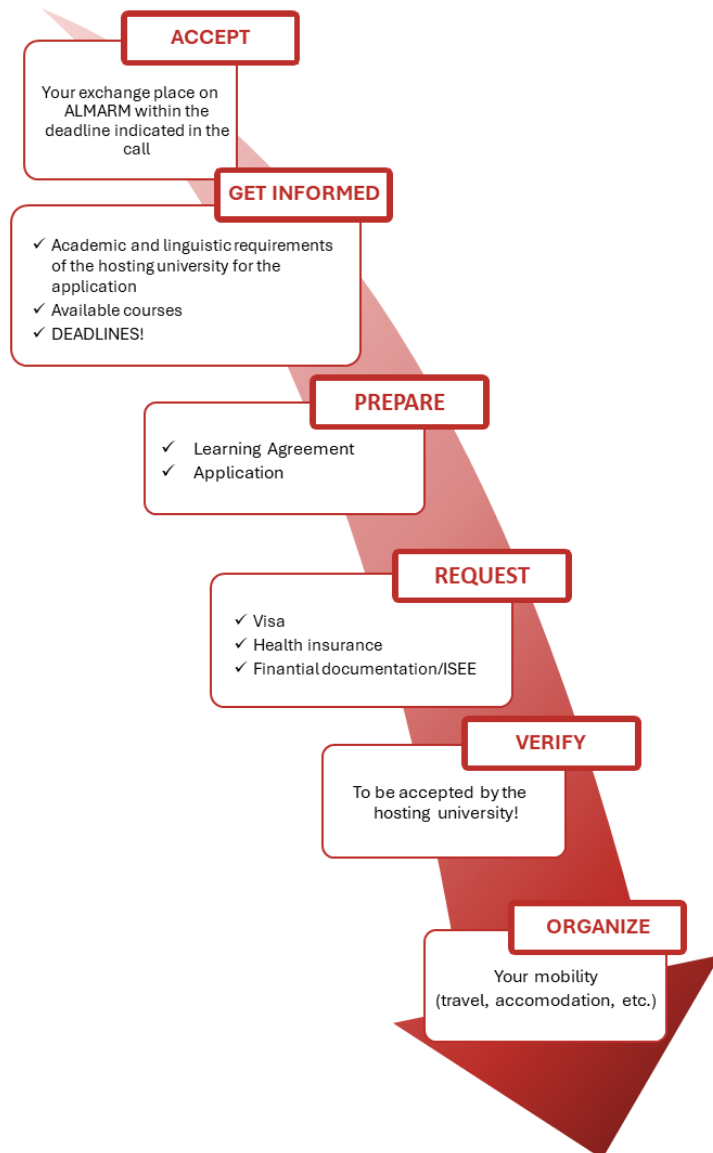 ACCEPT
Your exchange place on
ALMARM within the
deadline indicated in the
call
GET INFORMED
✓ Academic and linguistic requirements
of the hosting university for the
application
✓ Available courses
✓ DEADLINES!
PREPARE
✓ Learning Agreement
✓ Application
REQUEST
✓ Visa
✓ Health insurance
✓ Finantial documentation/ISEE
VERIFY
To be accepted by the
hosting university!
ORGANIZE
Your mobility
(travel, accomodation, etc.)